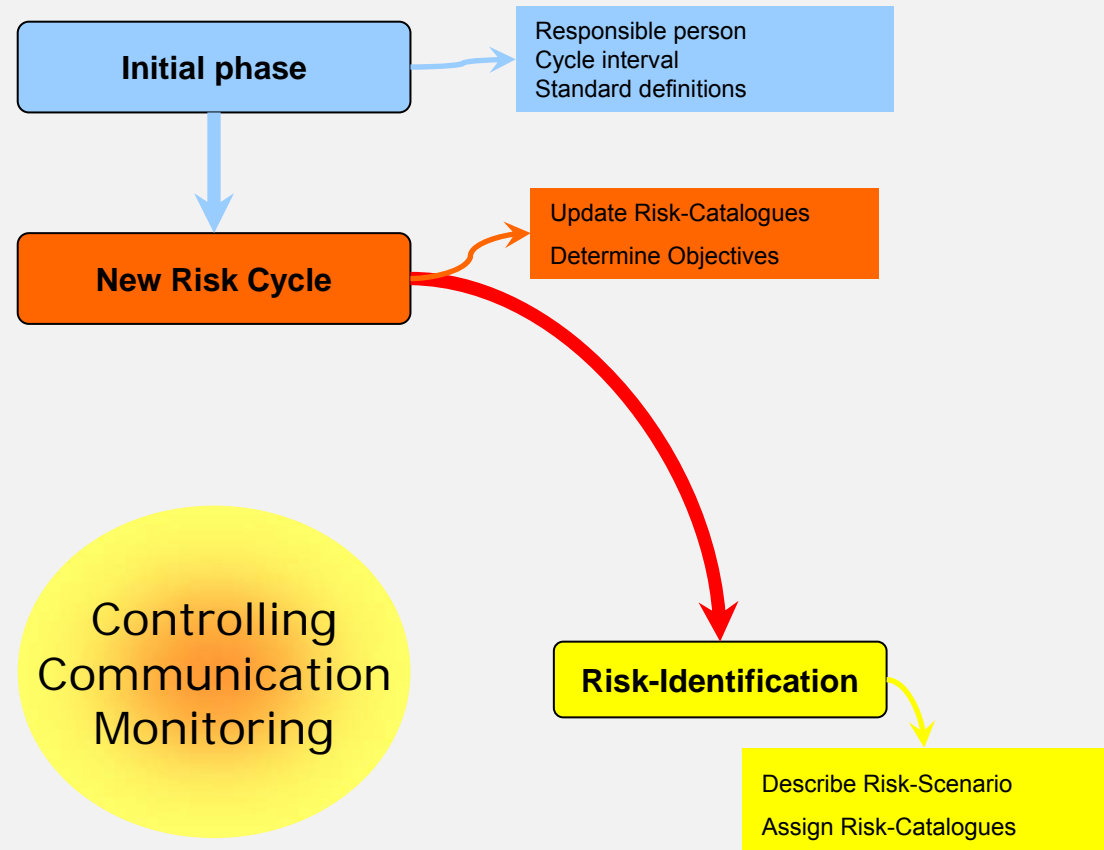 Initial phase
Responsible person
Cycle interval
Standard definitions
New Risk Cycle
Update Risk-Catalogues
Determine Objectives
Controlling
Communication
Monitoring
Risk-Identification
Describe Risk-Scenario
Assign Risk-Catalogues